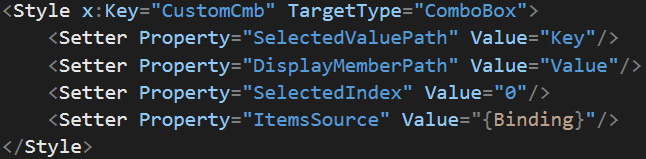 <Style x:Key="CustomCmb" TargetType="ComboBox">
<Setter Property="SelectedValuePath" Value="Key"/>
<Setter Property="DisplayMemberPath" Value="Value"/>
<Setter Property="SelectedIndex" Value="0"/>
<Setter Property="ItemsSource" Value="{Binding}"/>
</Style>